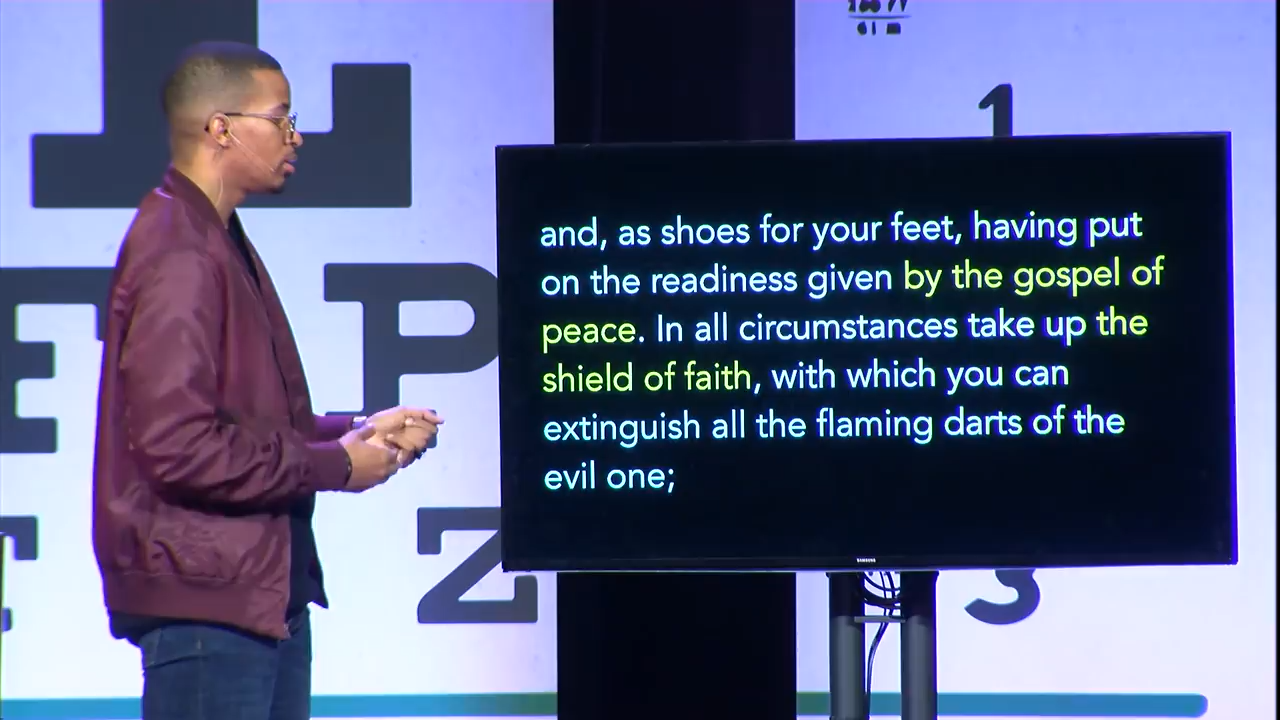 L
1
F P
T Z
3
and, as shoes for your feet, having put
on the readiness given by the gospel of
peace. In all circumstances take up the
shield of faith, with which you can
extinguish all the flaming darts of the
evil one;
SAMSUNG